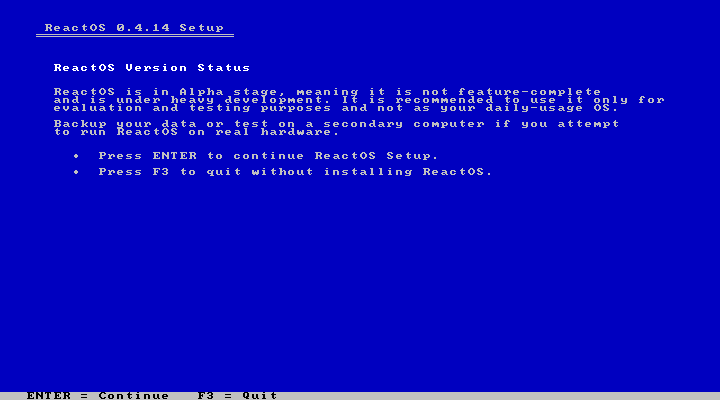 ReactOS 0.4.14 Setup
ReactOS Version Status
ReactOS is in Alpha stage, meaning it is not feature-complete
and is under heavy development. It is recommended to use it only for
evaluation and testing purposes and not as your daily-usage OS.
Backup your data or test on a secondary computer if you attempt
to run ReactOS on real hardware.
• Press ENTER to continue ReactOS Setup.
• Press F3 to quit without installing ReactOS.
ENTER = Continue   F3 = Quit